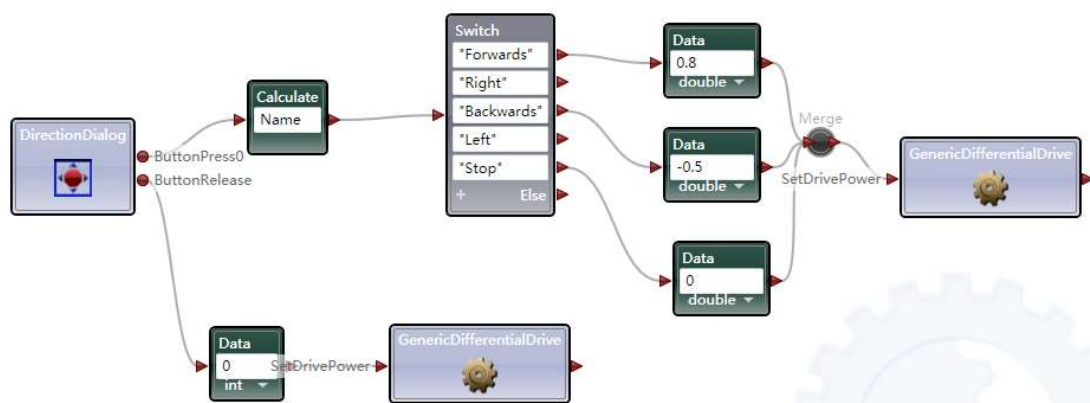 DirectionDialog
ButtonPress0
ButtonRelease
Calculate
Name
Switch
"Forwards"
"Right"
"Backwards"
"Left"
"Stop"
+ Else
Data
0.8
double
Data
-0.5
double
Data
0
double
Merge
SetDrivePower
GenericDifferentialDrive
Data
0
int
SetDrivePower
GenericDifferentialDrive